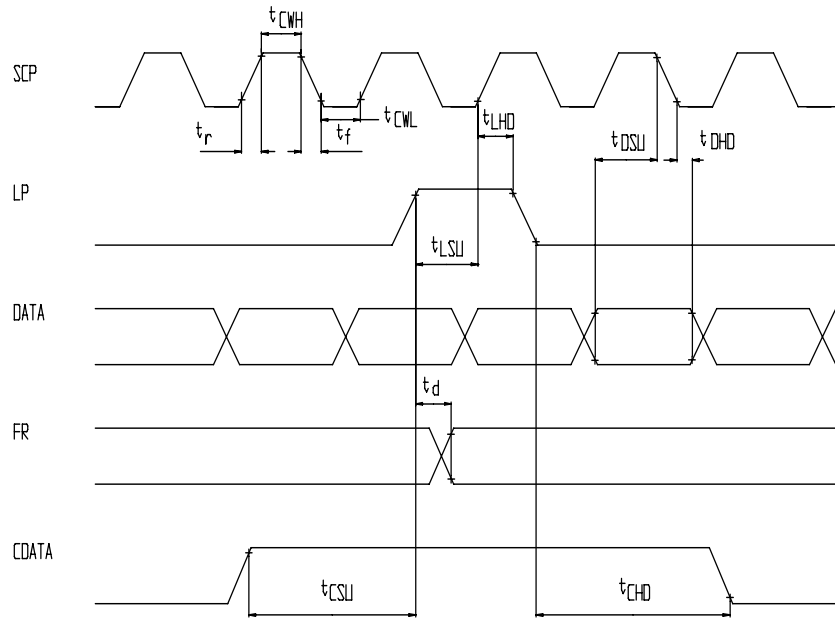 tCWH
SCP
tr
tf
tCWL
tLHD
tDSU
tDHD
LP
tLSU
DATA
td
FR
CDATA
tCSU
tCHD